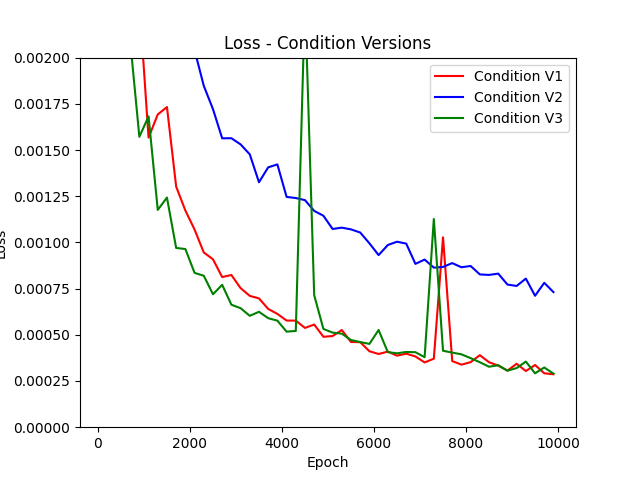 Loss - Condition Versions
0.00200
0.00175
0.00150
0.00125
0.00100
0.00075
0.00050
0.00025
0.00000
Loss
Condition V1
Condition V2
Condition V3
0 2000 4000 6000 8000 10000
Epoch